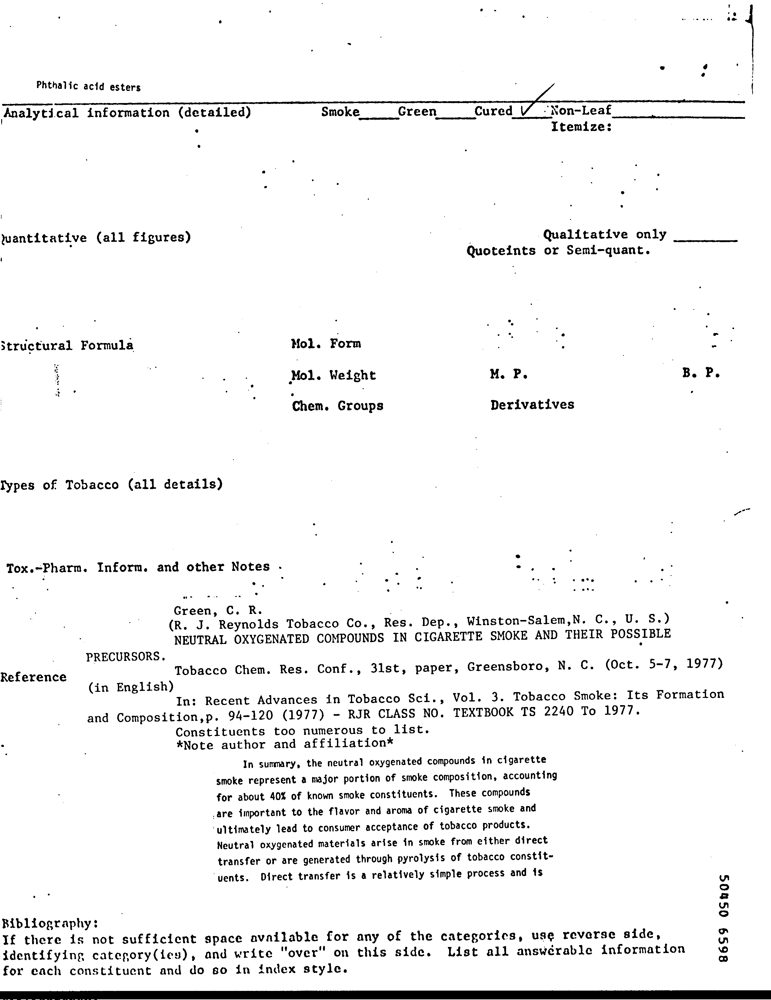 Phthalic acid esters
Analytical information (detailed) Smoke Green Cured ✓ Non-Leaf
Itemize:
Quantitative (all figures) Qualitative only
Quoteints or Semi-quant.
Structural Formula Mol. Form
Mol. Weight M. P. B. P.
Chem. Groups Derivatives
Types of Tobacco (all details)
Tox.-Pharm. Inform. and other Notes
Green, C. R.
(R. J. Reynolds Tobacco Co., Res. Dep., Winston-Salem,N. C., U. S.)
NEUTRAL OXYGENATED COMPOUNDS IN CIGARETTE SMOKE AND THEIR POSSIBLE
PRECURSORS.
Reference Tobacco Chem. Res. Conf., 31st, paper, Greensboro, N. C. (Oct. 5-7, 1977)
(in English)
In: Recent Advances in Tobacco Sci., Vol. 3. Tobacco Smoke: Its Formation
and Composition,p. 94-120 (1977) - RJR CLASS NO. TEXTBOOK TS 2240 To 1977.
Constituents too numerous to list.
*Note author and affiliation*
In summary, the neutral oxygenated compounds in cigarette
smoke represent a major portion of smoke composition, accounting
for about 40% of known smoke constituents. These compounds
are important to the flavor and aroma of cigarette smoke and
ultimately lead to consumer acceptance of tobacco products.
Neutral oxygenated materials arise in smoke from either direct
transfer or are generated through pyrolysis of tobacco constit-
uents. Direct transfer is a relatively simple process and is
50450 6598
Bibliography:
If there is not sufficient space available for any of the categories, use reverse side,
identifying category(ies), and write "over" on this side. List all answerable information
for each constituent and do so in index style.